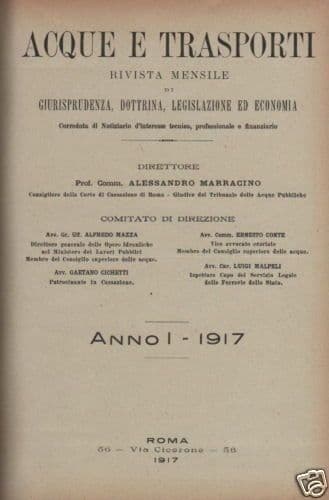 ACQUE E TRASPORTI
RIVISTA MENSILE
DI
GIURISPRUDENZA, DOTTRINA, LEGISLAZIONE ED ECONOMIA
Corredata di Notiziario d'interesse tecnico, professionale e finanziario
DIRETTORE
Prof. Comm. ALESSANDRO MARRACINO
Consigliere della Corte di Cassazione di Roma - Giudice del Tribunale delle Acque Pubbliche
COMITATO DI DIREZIONE
Avv. Gr. Uff. ALFREDO MAZZA
Direttore generale delle Opere Idrauliche
nel Ministero dei Lavori Pubblici
Membro del Consiglio superiore delle acque.
Avv. GAETANO CICHETTI
Patrocinante in Cassazione.
Avv. Comm. ERNESTO CONTE
Vice avvocato erariale
Membro del Consiglio superiore delle acque.
Avv. Cav. LUIGI MALPELI
Ispettore Capo del Servizio Legale
delle Ferrovie dello Stato.
ANNO I - 1917
ROMA
56 - Via Cicerone - 56
1917
ebY